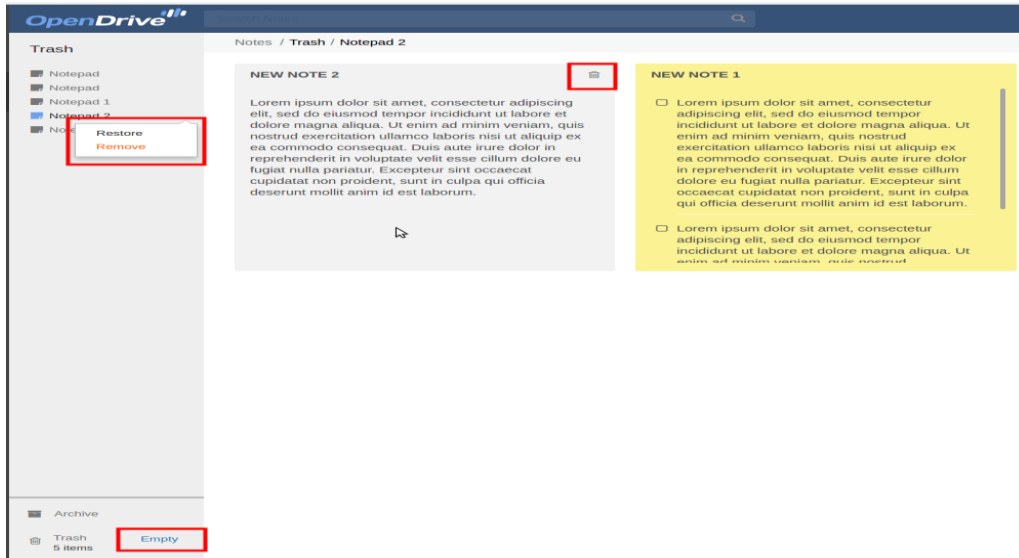 OpenDrive
Trash
Notes / Trash / Notepad 2
Notepad
Notepad
Notepad 1
Notepad 2
Restore
Remove
NEW NOTE 2
Lorem ipsum dolor sit amet, consectetur adipiscing
elit, sed do eiusmod tempor incididunt ut labore et
dolore magna aliqua. Ut enim ad minim veniam, quis
nostrud exercitation ullamco laboris nisi ut aliquip ex
ea commodo consequat. Duis aute irure dolor in
reprehenderit in voluptate velit esse cillum dolore eu
fugiat nulla pariatur. Excepteur sint occaecat
cupidatat non proident, sunt in culpa qui officia
deserunt mollit anim id est laborum.
NEW NOTE 1
Lorem ipsum dolor sit amet, consectetur
adipiscing elit, sed do eiusmod tempor
incididunt ut labore et dolore magna aliqua. Ut
enim ad minim veniam, quis nostrud
exercitation ullamco laboris nisi ut aliquip ex
ea commodo consequat. Duis aute irure dolor
in reprehenderit in voluptate velit esse cillum
dolore eu fugiat nulla pariatur. Excepteur sint
occaecat cupidatat non proident, sunt in culpa
qui officia deserunt mollit anim id est laborum.
Lorem ipsum dolor sit amet, consectetur
adipiscing elit, sed do eiusmod tempor
incididunt ut labore et dolore magna aliqua. Ut
enim ad minim veniam, quis nostrud
Archive
Trash
5 items
Empty